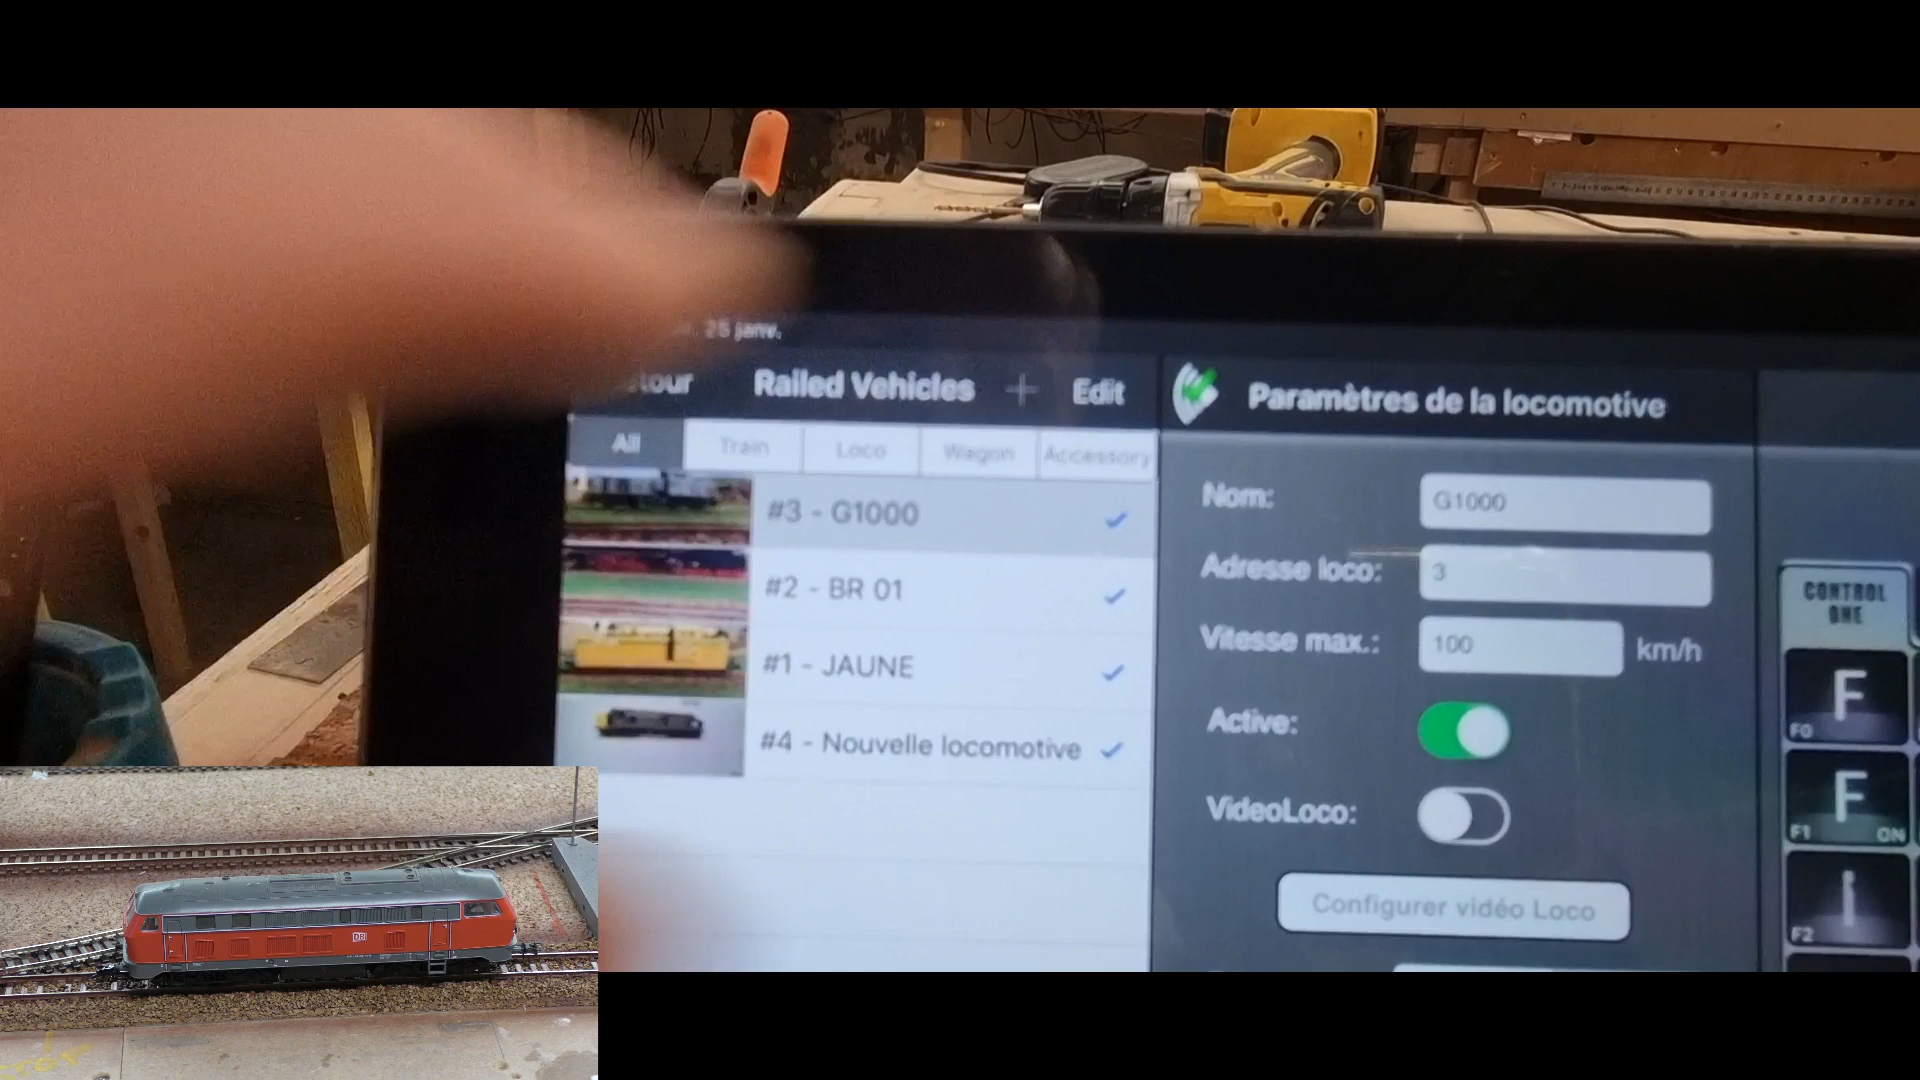 25 janv.
Railed Vehicles + Edit
Paramètres de la locomotive
All Train Loco Wagon Accessory
#3 - G1000
#2 - BR 01
#1 - JAUNE
#4 - Nouvelle locomotive
Nom: G1000
Adresse loco: 3
Vitesse max.: 100 km/h
Active:
VideoLoco:
Configurer vidéo Loco
CONTROL
ONE
F
F0
F
F1 ON
F2
DB